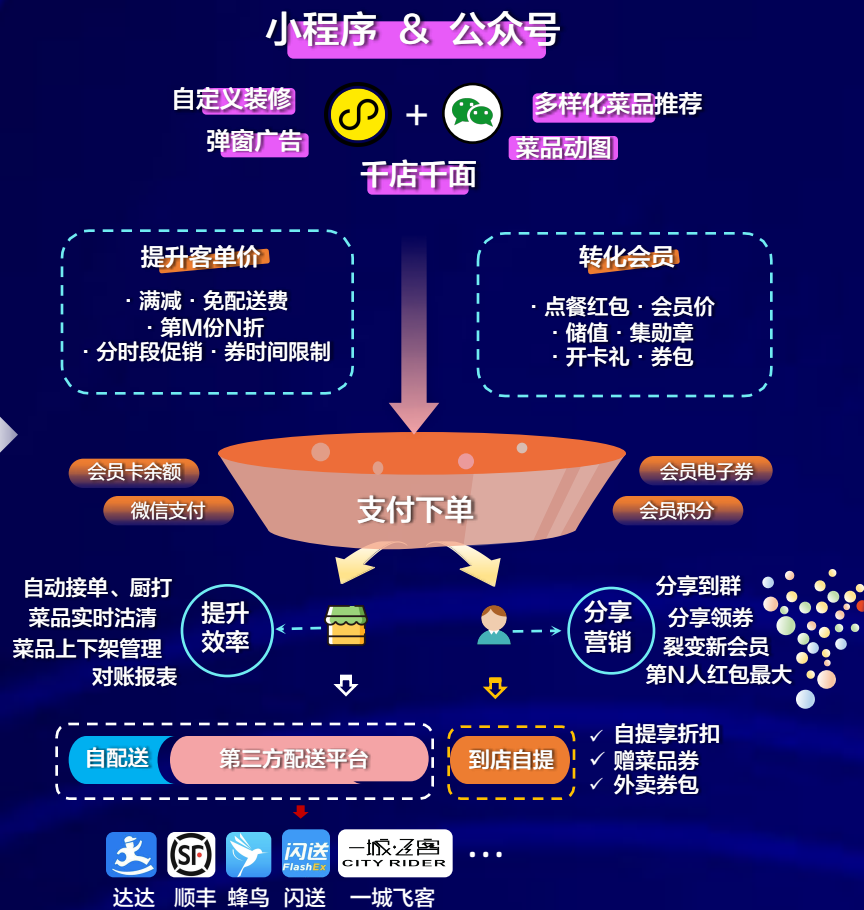 小程序 & 公众号
自定义装修
弹窗广告
+
多样化菜品推荐
菜品动图
千店千面
提升客单价
· 满减 · 免配送费
· 第M份N折
· 分时段促销 · 券时间限制
转化会员
· 点餐红包 · 会员价
· 储值 · 集勋章
· 开卡礼 · 券包
会员卡余额
微信支付
支付下单
会员电子券
会员积分
自动接单、厨打
菜品实时沽清
菜品上下架管理
对账报表
提升
效率
分享
营销
分享到群
分享领券
裂变新会员
第N人红包最大
自配送
第三方配送平台
到店自提
✓ 自提享折扣
✓ 赠菜品券
✓ 外卖券包
SF
闪送
FlashEx
一城飞客
CITY RIDER
...
达达
顺丰
蜂鸟
闪送
一城飞客